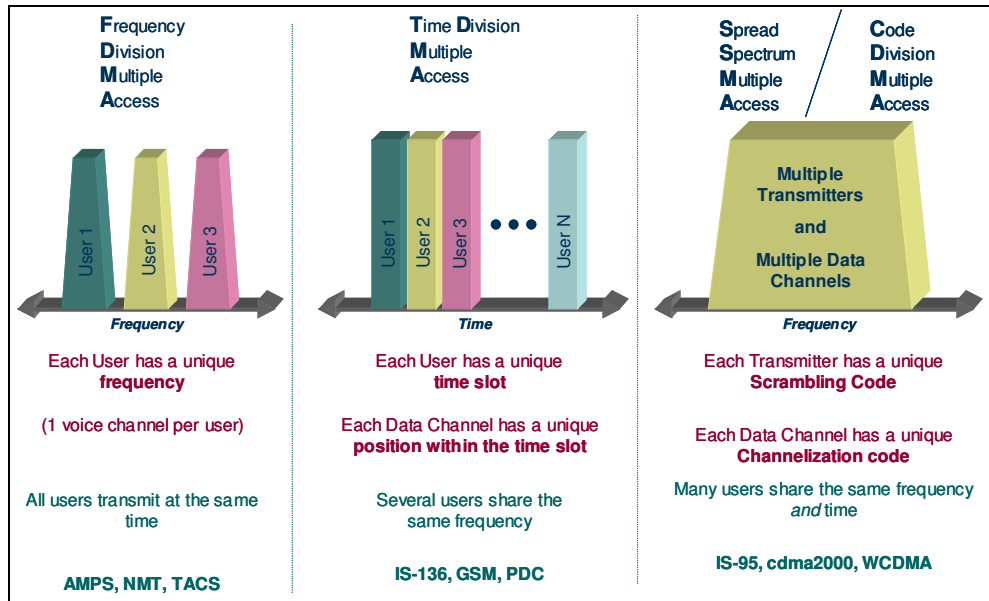 Frequency
Division
Multiple
Access
User 1
User 2
User 3
Frequency
Each User has a unique
frequency
(1 voice channel per user)
All users transmit at the same
time
AMPS, NMT, TACS
Time Division
Multiple
Access
User 1
User 2
User 3
User N
Time
Each User has a unique
time slot
Each Data Channel has a unique
position within the time slot
Several users share the
same frequency
IS-136, GSM, PDC
Spread
Spectrum
Multiple
Access
Code
Division
Multiple
Access
Multiple
Transmitters
and
Multiple Data
Channels
Frequency
Each Transmitter has a unique
Scrambling Code
Each Data Channel has a unique
Channelization code
Many users share the same frequency
and time
IS-95, cdma2000, WCDMA